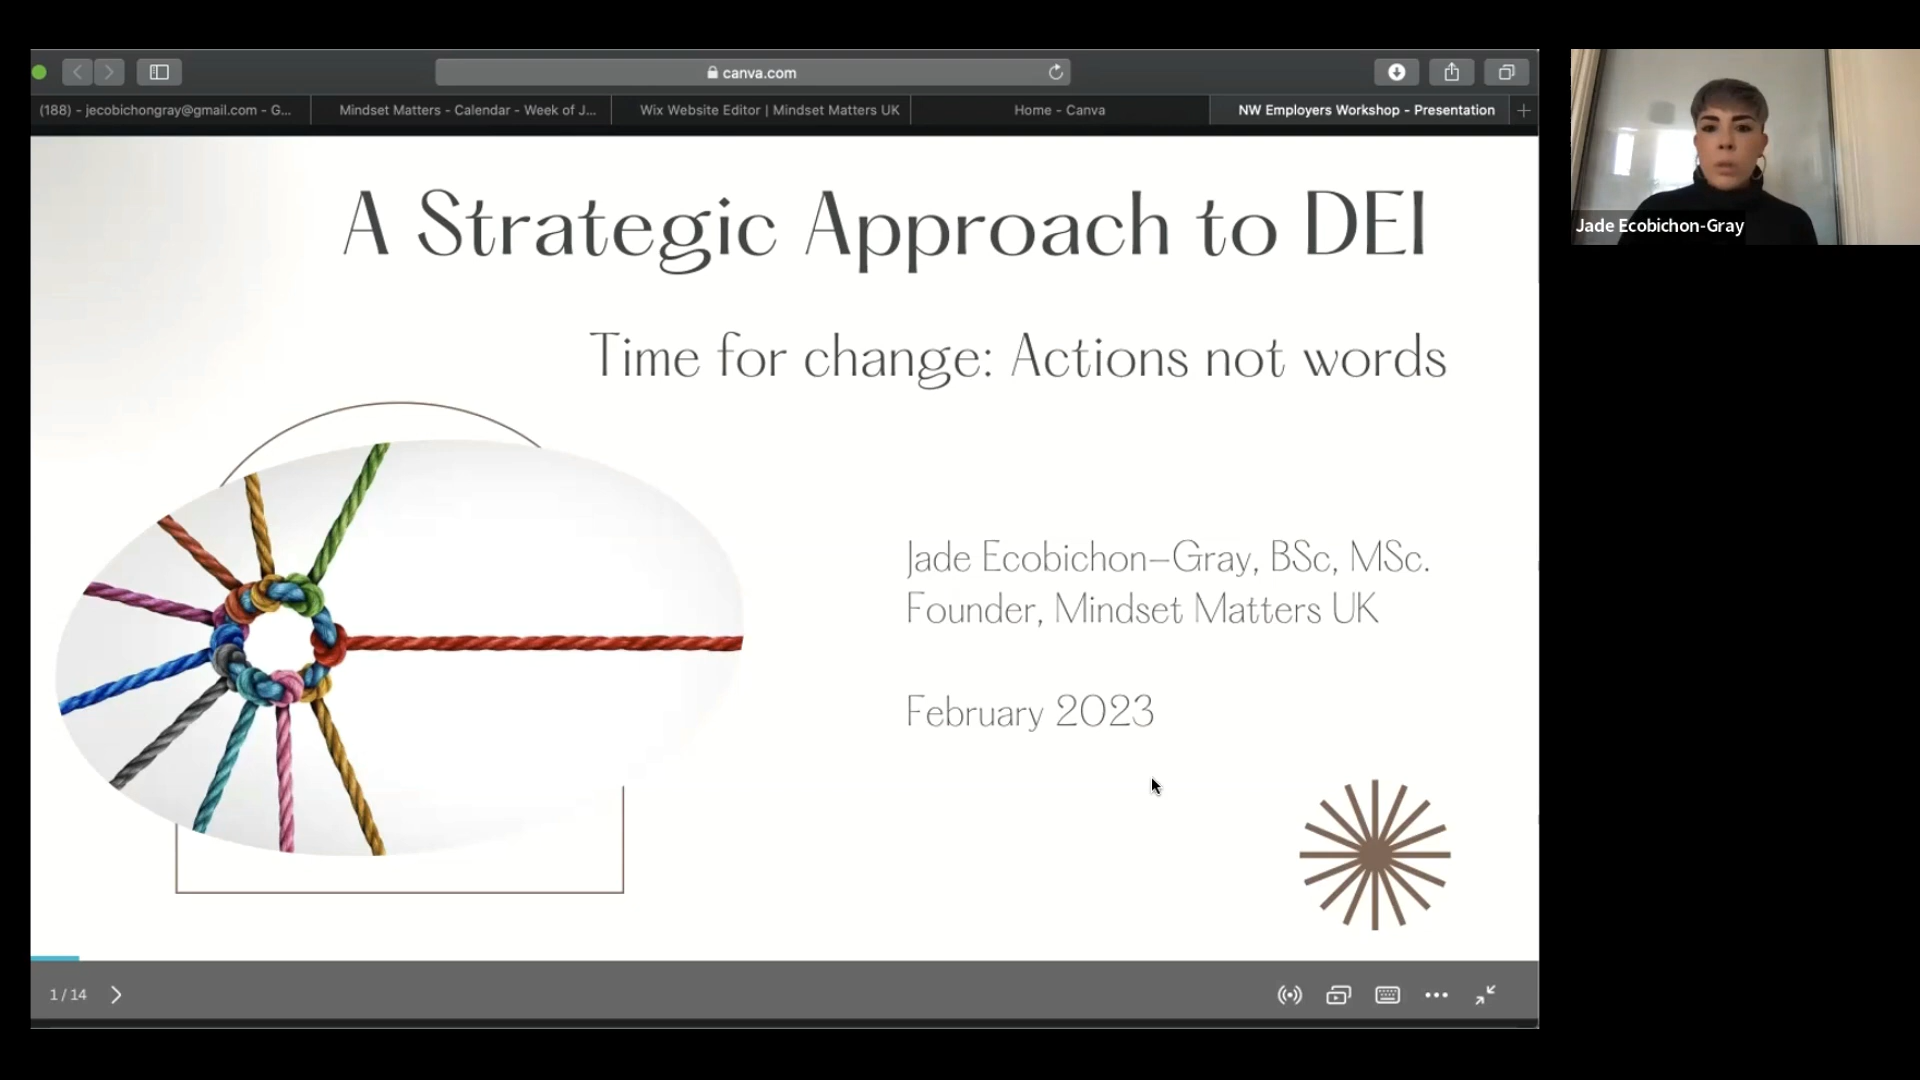 canva.com
(188) - jecobichongray@gmail.com - G...
Mindset Matters - Calendar - Week of J...
Wix Website Editor | Mindset Matters UK
Home - Canva
NW Employers Workshop - Presentation
A Strategic Approach to DEI
Time for change: Actions not words
Jade Ecobichon-Gray, BSc, MSc.
Founder, Mindset Matters UK
February 2023
1 / 14
Jade Ecobichon-Gray